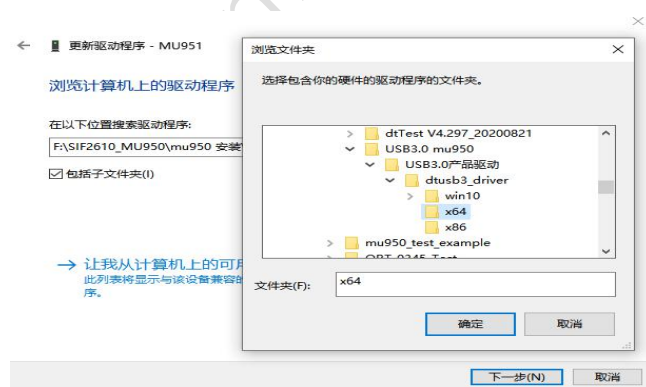 更新驱动程序 - MU951
浏览计算机上的驱动程序
在以下位置搜索驱动程序:
F:\SIF2610_MU950\mu950 安装
包括子文件夹(I)
让我从计算机上的可用
此列表将显示与该设备兼容的
序。
浏览文件夹
选择包含你的硬件的驱动程序的文件夹。
dtTest V4.297_20200821
USB3.0 mu950
USB3.0产品驱动
dtusb3_driver
win10
x64
x86
mu950_test_example
文件夹(F):
x64
确定
取消
下一步(N)
取消